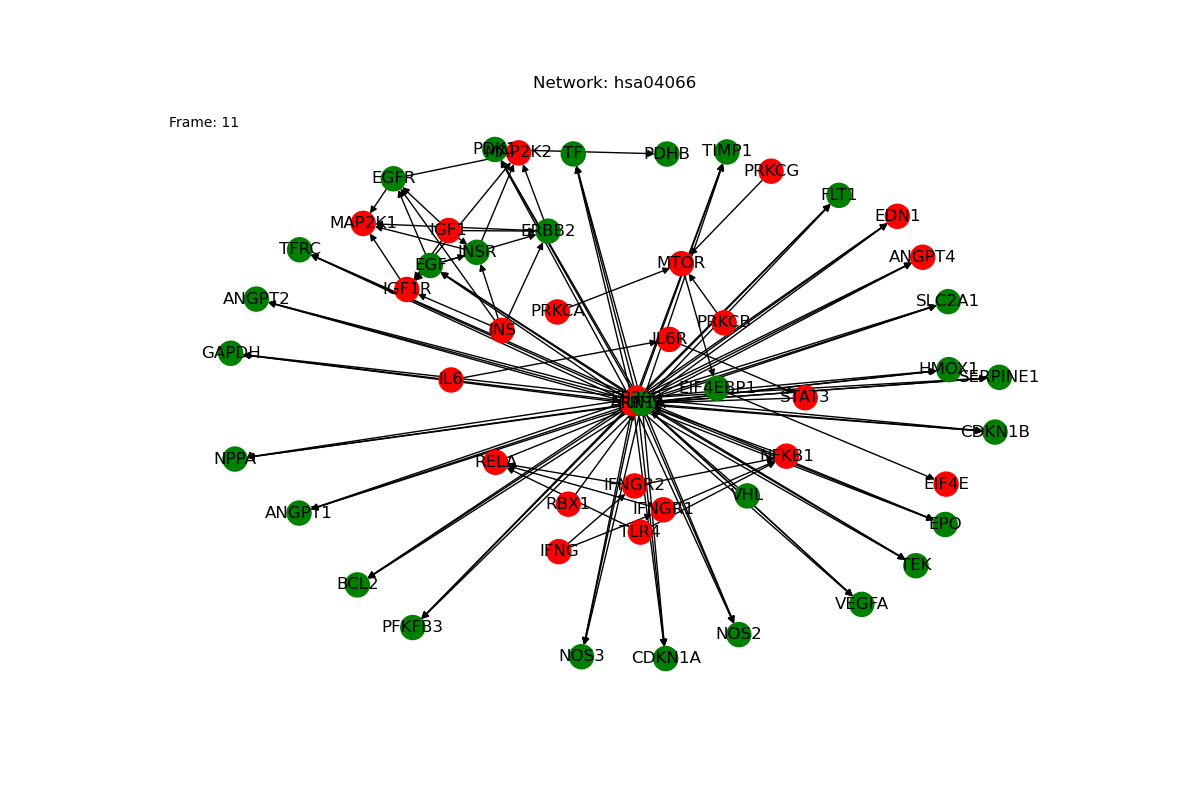 Network: hsa04066
Frame: 11
PDK1
MAP2K2
TF
PDHB
TIMP1
PRKCG
EGFR
FLT1
EDN1
MAP2K1
IGF1
ERBB2
TFRC
INSR
EGF
MTOR
ANGPT4
IGF1R
ANGPT2
SLC2A1
PRKCA
PRKCB
INS
IL6R
GAPDH
HMOX1
SERPINE1
IL6
EIF4EBP1
STAT3
CDKN1B
NPPA
RELA
NFKB1
IFNGR2
EIF4E
VHL
RBX1
IFNGR1
ANGPT1
EPO
TLR4
IFNG
TEK
BCL2
VEGFA
PFKFB3
NOS2
NOS3
CDKN1A